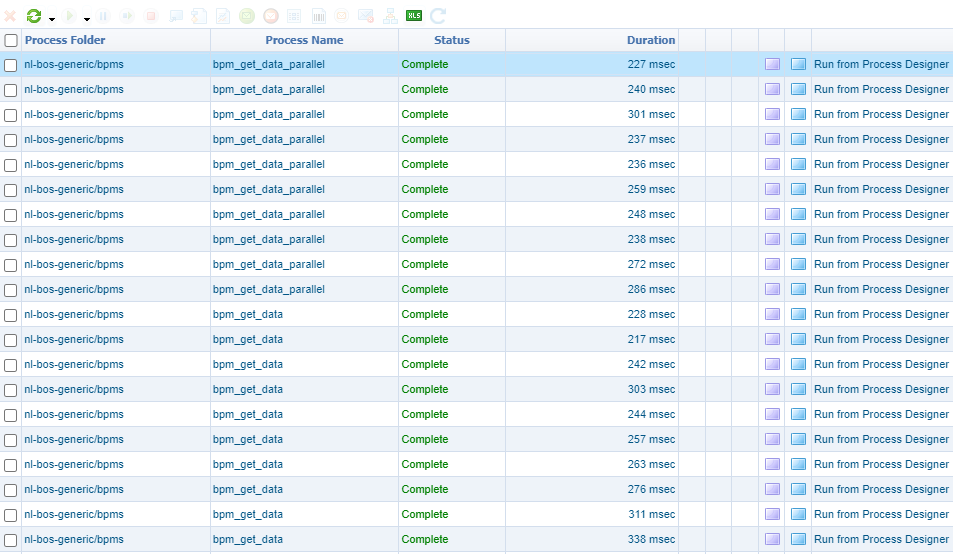 XLS
Process Folder Process Name Status Duration
nl-bos-generic/bpms bpm_get_data_parallel Complete 227 msec Run from Process Designer
nl-bos-generic/bpms bpm_get_data_parallel Complete 240 msec Run from Process Designer
nl-bos-generic/bpms bpm_get_data_parallel Complete 301 msec Run from Process Designer
nl-bos-generic/bpms bpm_get_data_parallel Complete 237 msec Run from Process Designer
nl-bos-generic/bpms bpm_get_data_parallel Complete 236 msec Run from Process Designer
nl-bos-generic/bpms bpm_get_data_parallel Complete 259 msec Run from Process Designer
nl-bos-generic/bpms bpm_get_data_parallel Complete 248 msec Run from Process Designer
nl-bos-generic/bpms bpm_get_data_parallel Complete 238 msec Run from Process Designer
nl-bos-generic/bpms bpm_get_data_parallel Complete 272 msec Run from Process Designer
nl-bos-generic/bpms bpm_get_data_parallel Complete 286 msec Run from Process Designer
nl-bos-generic/bpms bpm_get_data Complete 228 msec Run from Process Designer
nl-bos-generic/bpms bpm_get_data Complete 217 msec Run from Process Designer
nl-bos-generic/bpms bpm_get_data Complete 242 msec Run from Process Designer
nl-bos-generic/bpms bpm_get_data Complete 303 msec Run from Process Designer
nl-bos-generic/bpms bpm_get_data Complete 244 msec Run from Process Designer
nl-bos-generic/bpms bpm_get_data Complete 257 msec Run from Process Designer
nl-bos-generic/bpms bpm_get_data Complete 263 msec Run from Process Designer
nl-bos-generic/bpms bpm_get_data Complete 276 msec Run from Process Designer
nl-bos-generic/bpms bpm_get_data Complete 311 msec Run from Process Designer
nl-bos-generic/bpms bpm_get_data Complete 338 msec Run from Process Designer